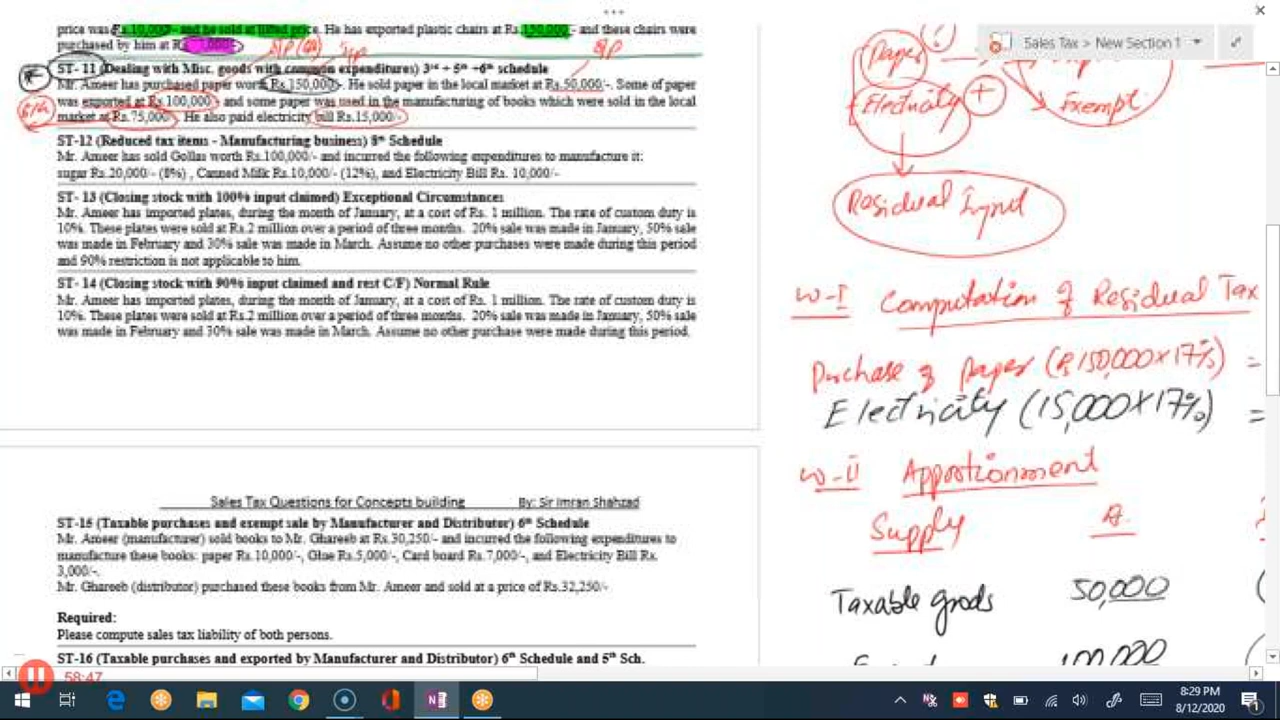 price was Rs.10,000/- and he sold at listed price. He has exported plastic chairs at Rs.150,000/- and these chairs were
purchased by him at Rs.
ST- 11 (Dealing with Misc. goods with common expenditures) 3rd + 5th +6th schedule
Mr. Ameer has purchased paper worth Rs.150,000/-. He sold paper in the local market at Rs.50,000/-. Some of paper
was exported at Rs.100,000/- and some paper was used in the manufacturing of books which were sold in the local
market at Rs.75,000/-. He also paid electricity bill Rs.15,000/-
ST-12 (Reduced tax items - Manufacturing business) 8th Schedule
Mr. Ameer has sold Gollas worth Rs.100,000/- and incurred the following expenditures to manufacture it:
sugar Rs.20,000/- (8%) , Canned Milk Rs.10,000/- (12%), and Electricity Bill Rs. 10,000/-
ST- 13 (Closing stock with 100% input claimed) Exceptional Circumstances
Mr. Ameer has imported plates, during the month of January, at a cost of Rs. 1 million. The rate of custom duty is
10%. These plates were sold at Rs.2 million over a period of three months. 20% sale was made in January, 50% sale
was made in February and 30% sale was made in March. Assume no other purchases were made during this period
and 90% restriction is not applicable to him.
ST- 14 (Closing stock with 90% input claimed and rest C/F) Normal Rule
Mr. Ameer has imported plates, during the month of January, at a cost of Rs. 1 million. The rate of custom duty is
10%. These plates were sold at Rs.2 million over a period of three months. 20% sale was made in January, 50% sale
was made in February and 30% sale was made in March. Assume no other purchase were made during this period.
Sales Tax Questions for Concepts building By: Sir Imran Shahzad
ST-15 (Taxable purchases and exempt sale by Manufacturer and Distributor) 6th Schedule
Mr. Ameer (manufacturer) sold books to Mr. Ghareeb at Rs.30,250/- and incurred the following expenditures to
manufacture these books: paper Rs.10,000/-, Glue Rs.5,000/-, Card board Rs.7,000/-, and Electricity Bill Rs.
3,000/-.
Mr. Ghareeb (distributor) purchased these books from Mr. Ameer and sold at a price of Rs.32,250/-
Required:
Please compute sales tax liability of both persons.
ST-16 (Taxable purchases and exported by Manufacturer and Distributor) 6th Schedule and 5th Sch.
58:47
Sales Tax > New Section 1
Paper
Electricity +
Exempt
Residual Input
W-I Computation of Residual Tax
Purchase of paper (Rs 150,000×17%) =
Electricity (15,000×17%) =
W-II Apportionment
Supply Rs.
Taxable goods 50,000
100,000
8:29 PM
8/12/2020